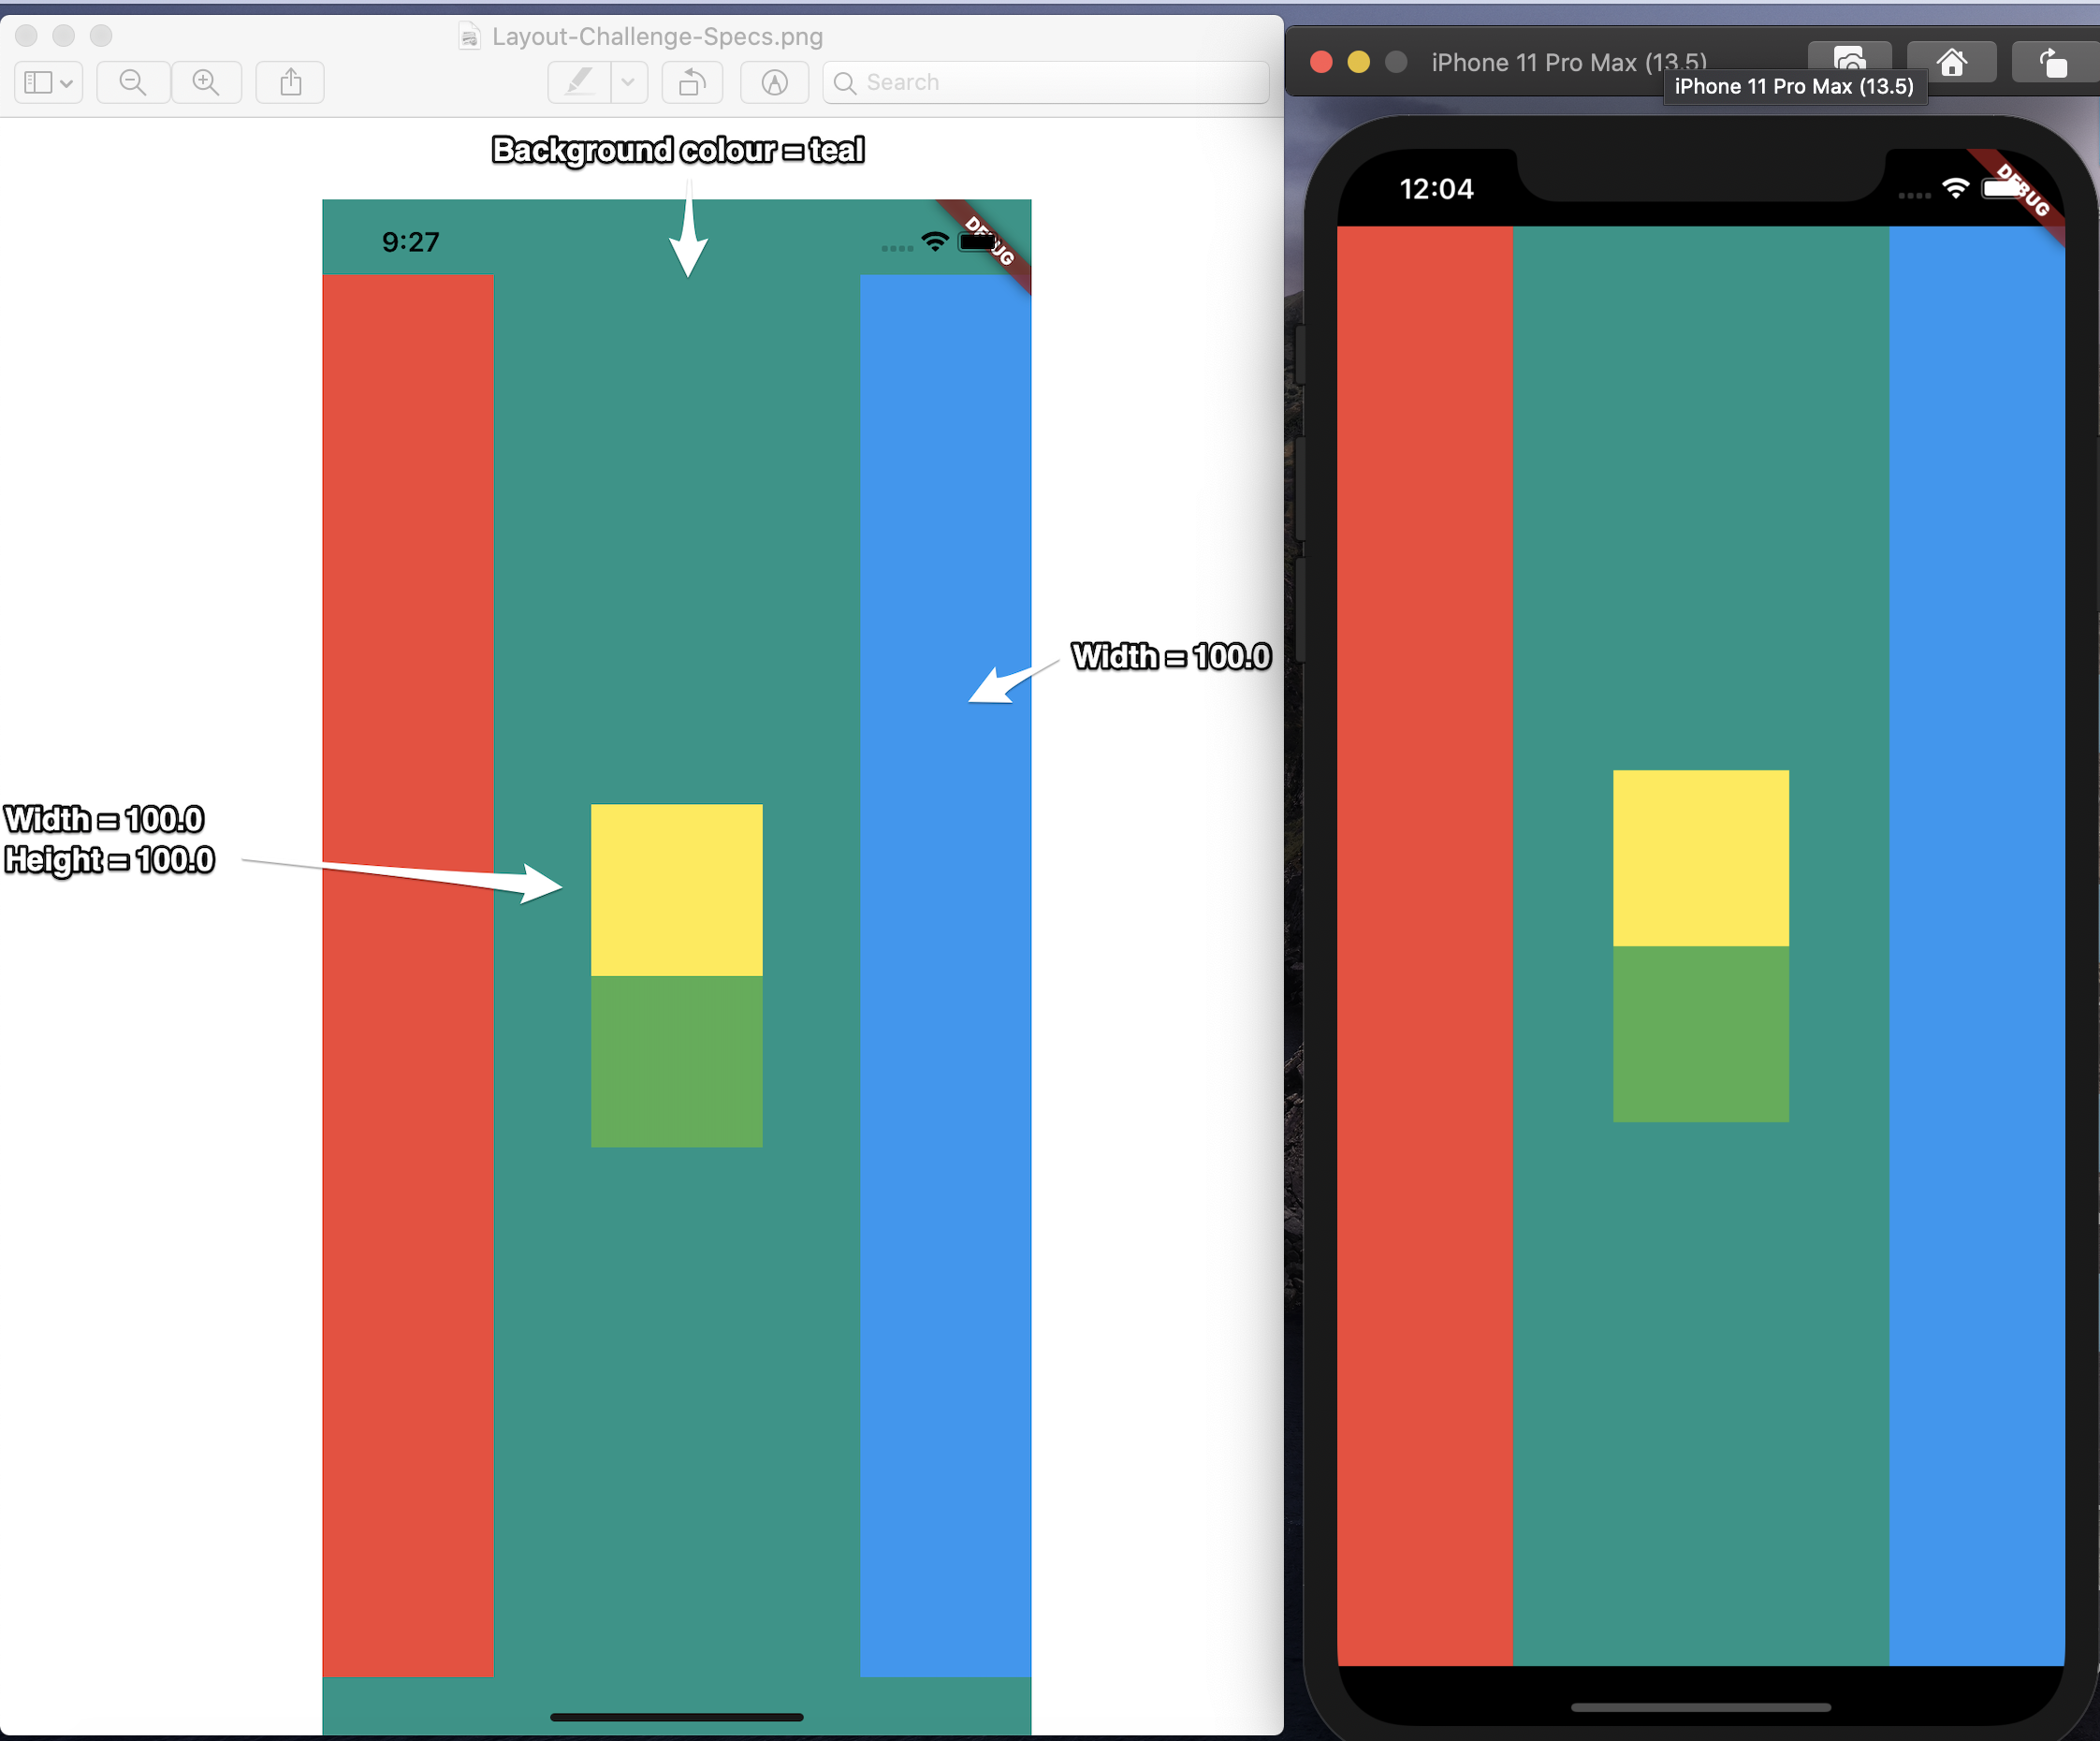 Layout-Challenge-Specs.png
Search
Background colour = teal
9:27
DEBUG
Width = 100.0
Width = 100.0
Height = 100.0
iPhone 11 Pro Max (13.5)
iPhone 11 Pro Max (13.5)
12:04
DEBUG